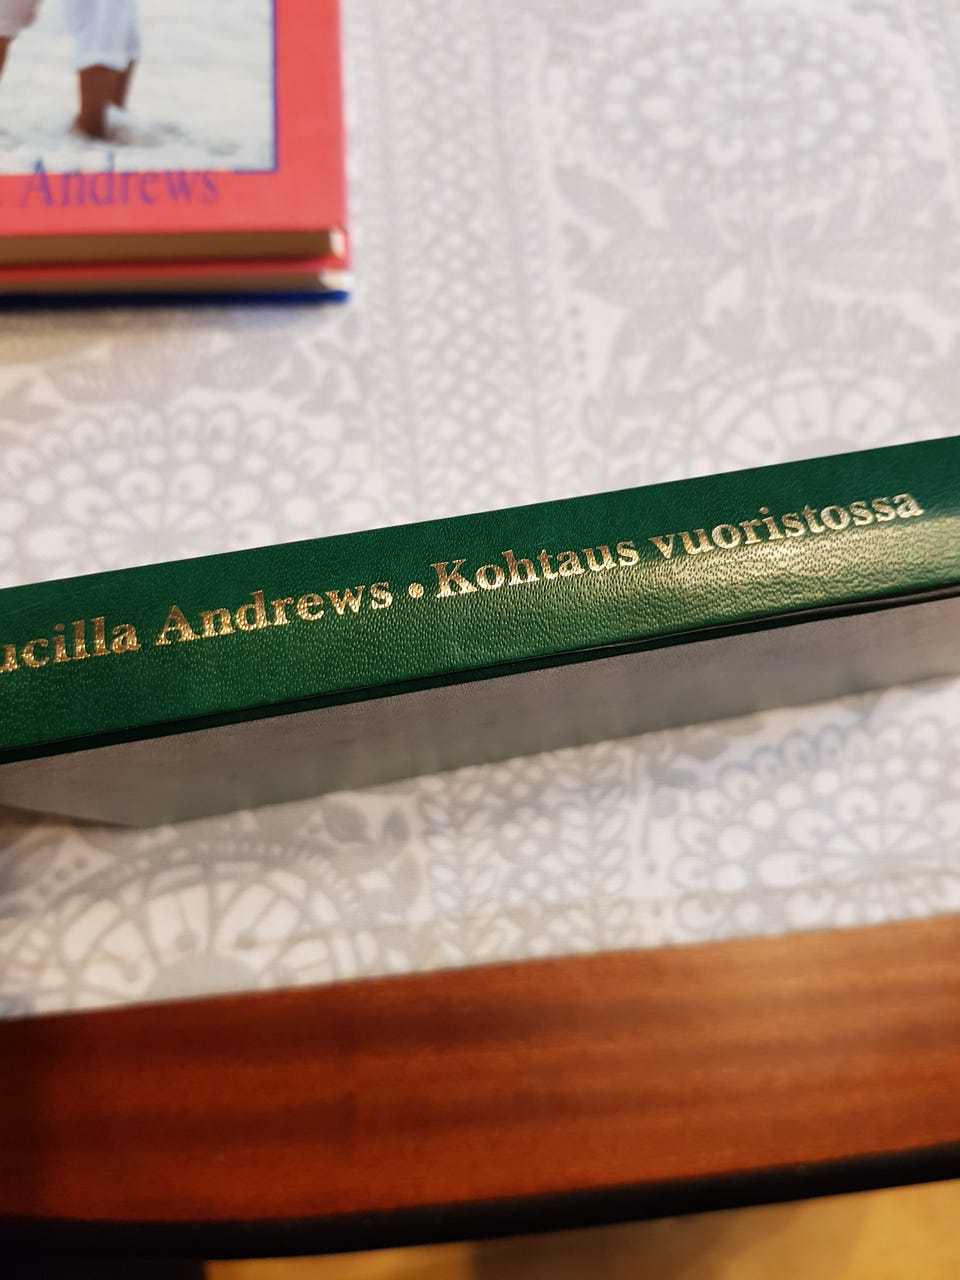 Andrews
ucilla Andrews • Kohtaus vuoristossa